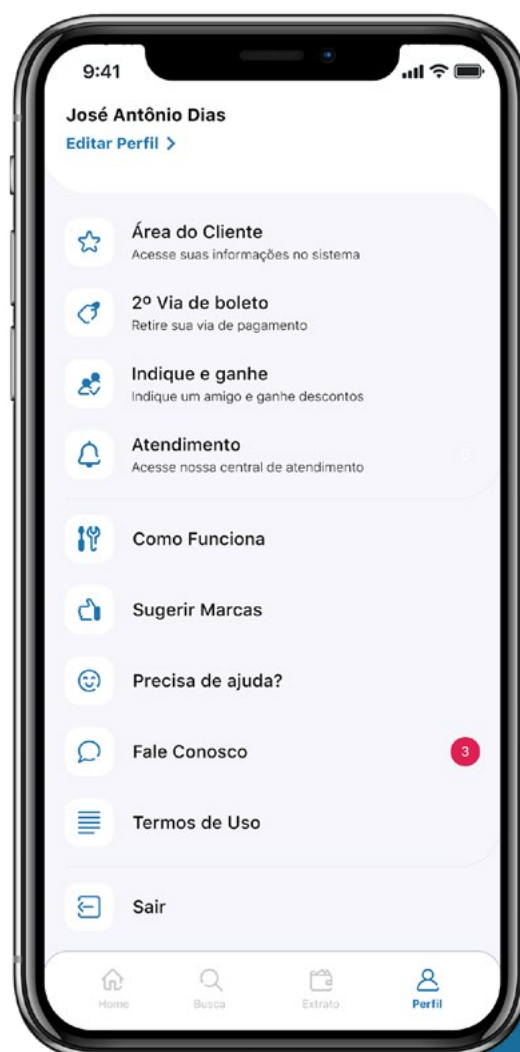 9:41
José Antônio Dias
Editar Perfil >
Área do Cliente
Acesse suas informações no sistema
2º Via de boleto
Retire sua via de pagamento
Indique e ganhe
Indique um amigo e ganhe descontos
Atendimento
Acesse nossa central de atendimento
Como Funciona
Sugerir Marcas
Precisa de ajuda?
Fale Conosco
3
Termos de Uso
Sair
Home
Busca
Extrato
Perfil